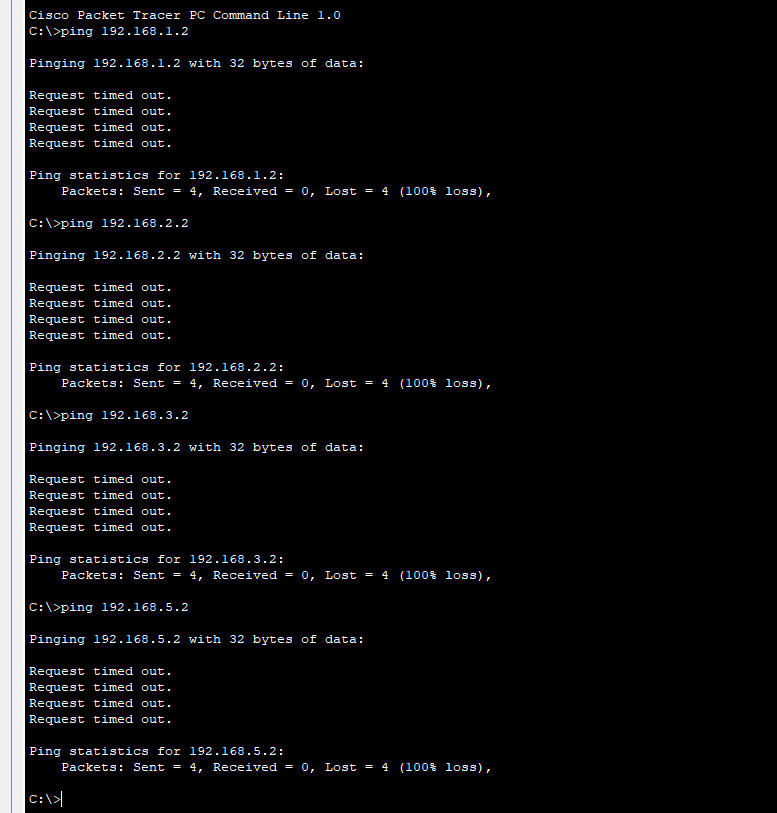 Cisco Packet Tracer PC Command Line 1.0
C:\>ping 192.168.1.2
Pinging 192.168.1.2 with 32 bytes of data:
Request timed out.
Request timed out.
Request timed out.
Request timed out.
Ping statistics for 192.168.1.2:
    Packets: Sent = 4, Received = 0, Lost = 4 (100% loss),
C:\>ping 192.168.2.2
Pinging 192.168.2.2 with 32 bytes of data:
Request timed out.
Request timed out.
Request timed out.
Request timed out.
Ping statistics for 192.168.2.2:
    Packets: Sent = 4, Received = 0, Lost = 4 (100% loss),
C:\>ping 192.168.3.2
Pinging 192.168.3.2 with 32 bytes of data:
Request timed out.
Request timed out.
Request timed out.
Request timed out.
Ping statistics for 192.168.3.2:
    Packets: Sent = 4, Received = 0, Lost = 4 (100% loss),
C:\>ping 192.168.5.2
Pinging 192.168.5.2 with 32 bytes of data:
Request timed out.
Request timed out.
Request timed out.
Request timed out.
Ping statistics for 192.168.5.2:
    Packets: Sent = 4, Received = 0, Lost = 4 (100% loss),
C:\>